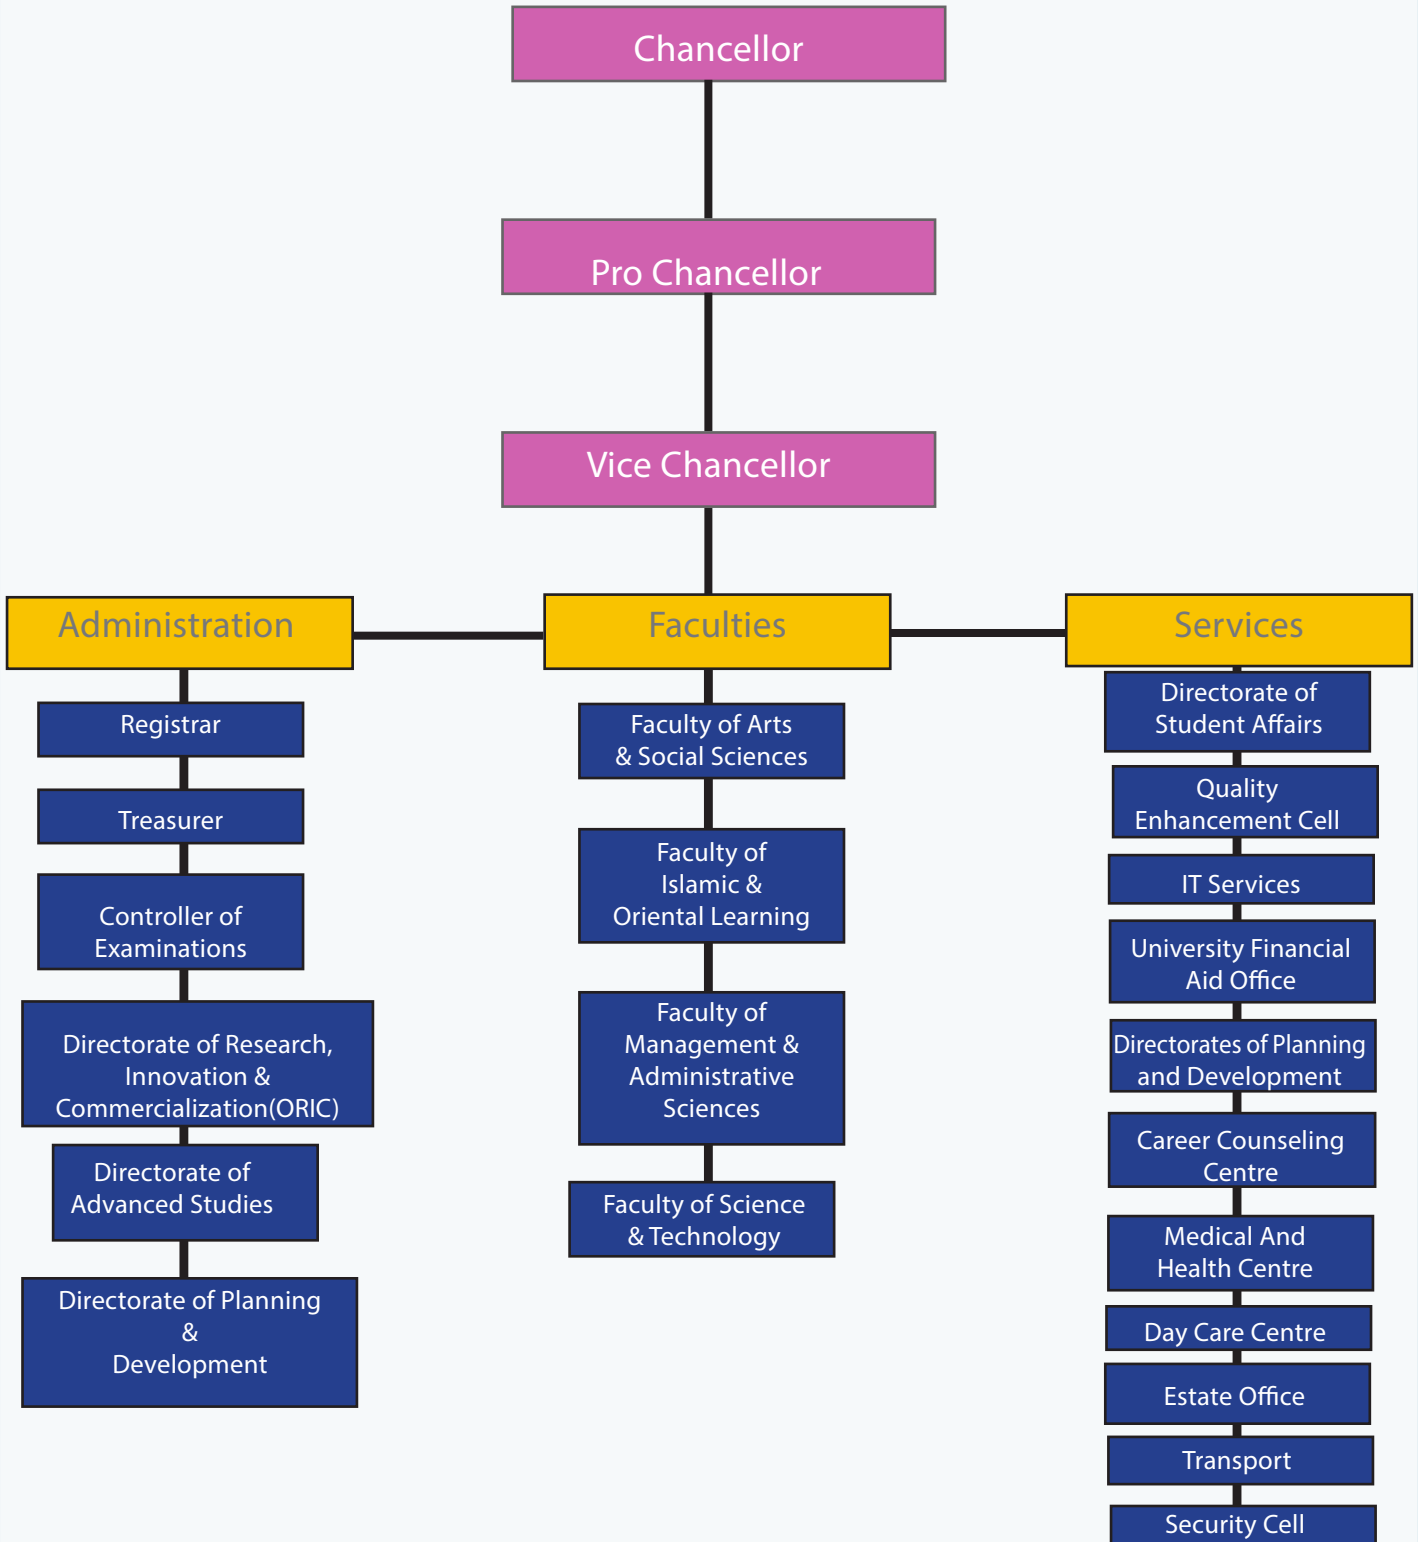 Chancellor
Pro Chancellor
Vice Chancellor
Administration
Registrar
Treasurer
Controller of
Examinations
Directorate of Research,
Innovation &
Commercialization(ORIC)
Directorate of
Advanced Studies
Directorate of Planning
&
Development
Faculties
Faculty of Arts
& Social Sciences
Faculty of
Islamic &
Oriental Learning
Faculty of
Management &
Administrative
Sciences
Faculty of Science
& Technology
Services
Directorate of
Student Affairs
Quality
Enhancement Cell
IT Services
University Financial
Aid Office
Directorates of Planning
and Development
Career Counseling
Centre
Medical And
Health Centre
Day Care Centre
Estate Office
Transport
Security Cell